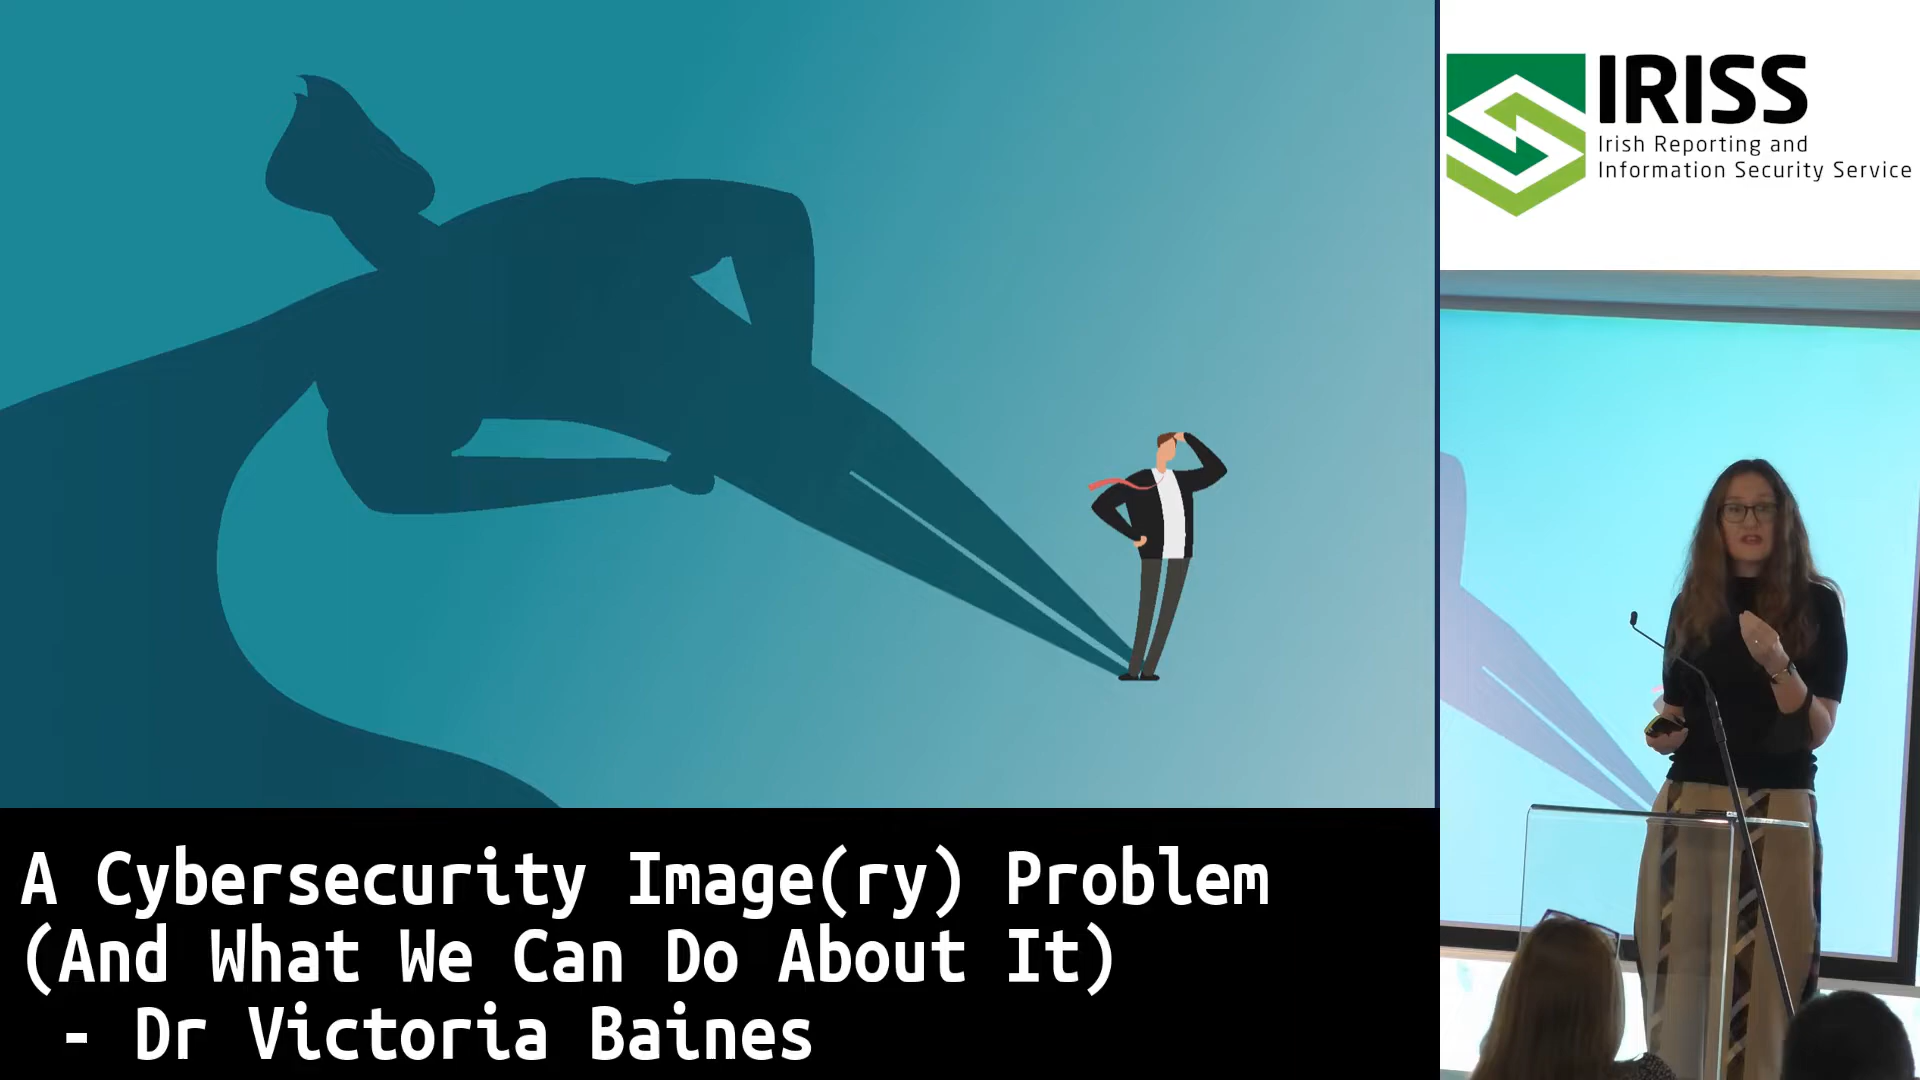 IRISS
Irish Reporting and
Information Security Service
A Cybersecurity Image(ry) Problem
(And What We Can Do About It)
- Dr Victoria Baines